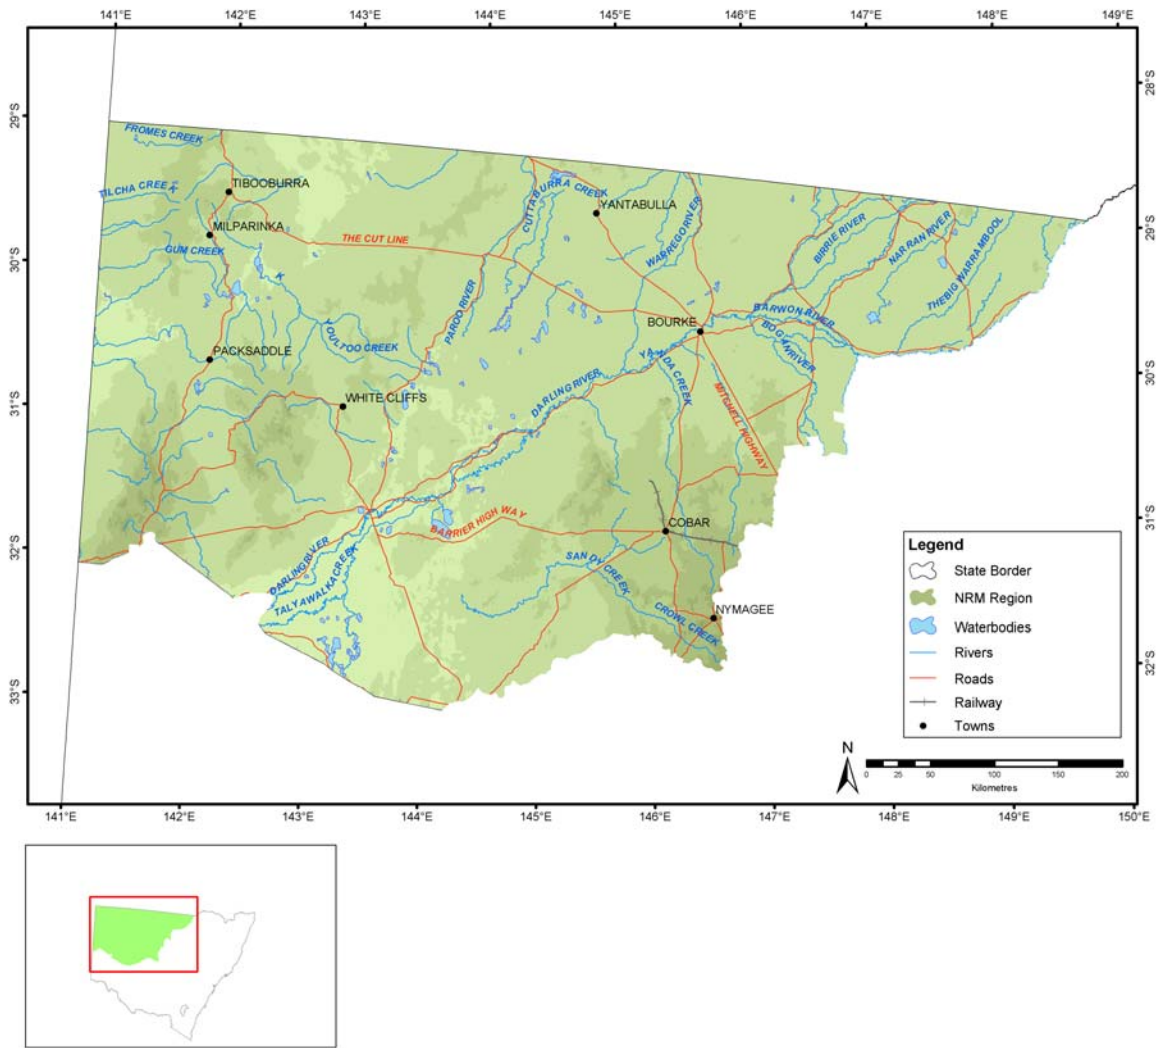 141°E 142°E 143°E 144°E 145°E 146°E 147°E 148°E 149°E
28°S
29°S
FROMES CREEK
TILCHA CREEK
TIBOOBURRA
CUTTABURRA CREEK
YANTABULLA
MILPARINKA
WARREGO RIVER
BIRRIE RIVER
NARRAN RIVER
THEBIG WARRAMBOOL
29°S
THE CUT LINE
GUM CREEK
30°S
K
PAROO RIVER
BARWON RIVER
BOURKE
BOGANRIVER
YOULTOO CREEK
PACKSADDLE
YANDA CREEK
30°S
DARLING RIVER
WHITE CLIFFS
31°S
MITCHELL HIGHWAY
BARRIER HIGH WAY
COBAR
31°S
32°S
DARLING RIVER
TALYAWALKA CREEK
SANDY CREEK
CROWL CREEK
NYMAGEE
32°S
33°S
Legend
State Border
NRM Region
Waterbodies
Rivers
Roads
Railway
Towns
N
0 25 50 100 150 200
Kilometres
141°E 142°E 143°E 144°E 145°E 146°E 147°E 148°E 149°E 150°E